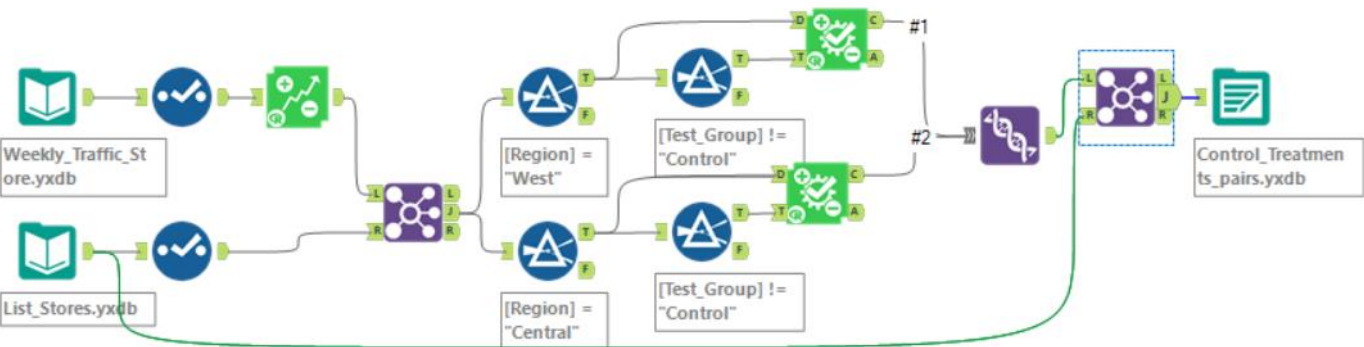 D
C
#1
T
A
T
F
T
F
L
L
J
R
R
#2
Weekly_Traffic_St
ore.yxdb
[Region] =
"West"
[Test_Group] !=
"Control"
Control_Treatmen
ts_pairs.yxdb
L
L
J
R
R
D
C
T
A
T
F
T
F
List_Stores.yxdb
[Region] =
"Central"
[Test_Group] !=
"Control"